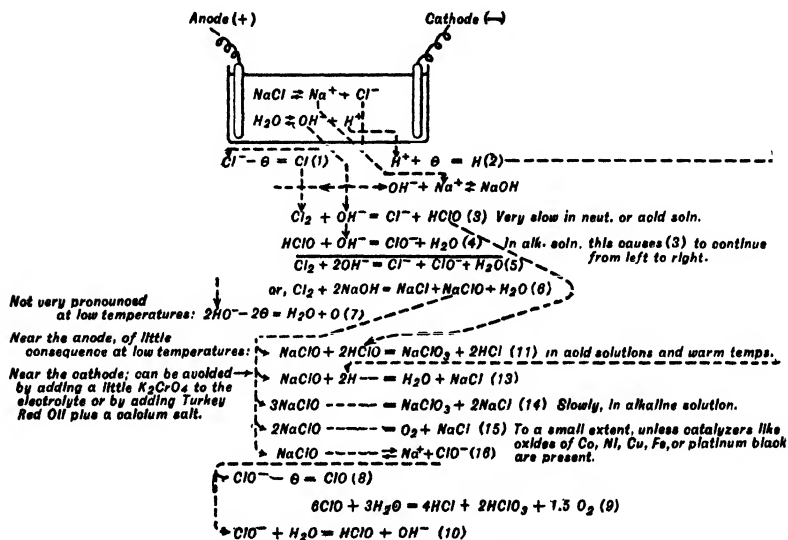 Anode (+)
Cathode (−)
NaCl ⇄ Na⁺ + Cl⁻
H₂O ⇄ OH⁻ + H⁺
Cl⁻ − Θ = Cl (1)
H⁺ + Θ = H (2)
OH⁻ + Na⁺ ⇄ NaOH
Cl₂ + OH⁻ = Cl⁻ + HClO (3) Very slow in neut. or acid soln.
HClO + OH⁻ = ClO⁻ + H₂O (4) In alk. soln. this causes (3) to continue
from left to right.
Cl₂ + 2OH⁻ = Cl⁻ + ClO⁻ + H₂O (5)
or, Cl₂ + 2NaOH = NaCl + NaClO + H₂O (6)
Not very pronounced
at low temperatures: 2HO⁻ − 2Θ = H₂O + O (7)
Near the anode, of little
consequence at low temperatures:
NaClO + 2HClO = NaClO₃ + 2HCl (11) in acid solutions and warm temps.
Near the cathode; can be avoided
by adding a little K₂CrO₄ to the
electrolyte or by adding Turkey
Red Oil plus a calcium salt.
NaClO + 2H = H₂O + NaCl (13)
3NaClO = NaClO₃ + 2NaCl (14) Slowly, in alkaline solution.
2NaClO = O₂ + NaCl (15) To a small extent, unless catalyzers like
oxides of Co, Ni, Cu, Fe, or platinum black
are present.
NaClO ⇄ Na⁺ + ClO⁻ (16)
ClO⁻ − Θ = ClO (8)
6ClO + 3H₂Θ = 4HCl + 2HClO₃ + 1.5 O₂ (9)
ClO⁻ + H₂O = HClO + OH⁻ (10)